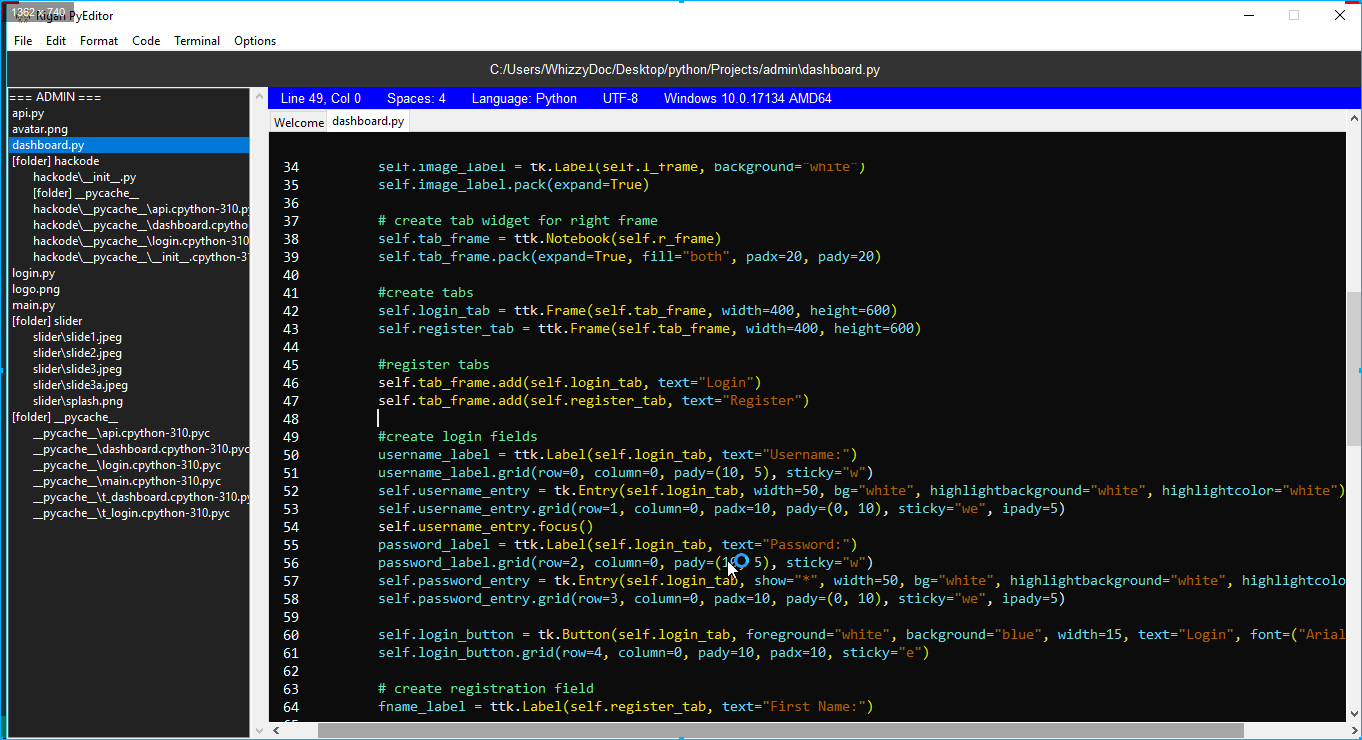 1362 x 740
PyEditor
File Edit Format Code Terminal Options
C:/Users/WhizzyDoc/Desktop/python/Projects/admin\dashboard.py
=== ADMIN ===
api.py
avatar.png
dashboard.py
[folder] hackode
hackode\__init__.py
[folder] __pycache__
hackode\__pycache__\api.cpython-310.py
hackode\__pycache__\dashboard.cpytho
hackode\__pycache__\login.cpython-310
hackode\__pycache__\__init__.cpython-3
login.py
logo.png
main.py
[folder] slider
slider\slide1.jpeg
slider\slide2.jpeg
slider\slide3.jpeg
slider\slide3a.jpeg
slider\splash.png
[folder] __pycache__
__pycache__\api.cpython-310.pyc
__pycache__\dashboard.cpython-310.pyc
__pycache__\login.cpython-310.pyc
__pycache__\main.cpython-310.pyc
__pycache__\t_dashboard.cpython-310.py
__pycache__\t_login.cpython-310.pyc
Line 49, Col 0 Spaces: 4 Language: Python UTF-8 Windows 10.0.17134 AMD64
Welcome dashboard.py
34 self.image_label = tk.Label(self.l_frame, background="white")
35 self.image_label.pack(expand=True)
36
37 # create tab widget for right frame
38 self.tab_frame = ttk.Notebook(self.r_frame)
39 self.tab_frame.pack(expand=True, fill="both", padx=20, pady=20)
40
41 #create tabs
42 self.login_tab = ttk.Frame(self.tab_frame, width=400, height=600)
43 self.register_tab = ttk.Frame(self.tab_frame, width=400, height=600)
44
45 #register tabs
46 self.tab_frame.add(self.login_tab, text="Login")
47 self.tab_frame.add(self.register_tab, text="Register")
48
49 #create login fields
50 username_label = ttk.Label(self.login_tab, text="Username:")
51 username_label.grid(row=0, column=0, pady=(10, 5), sticky="w")
52 self.username_entry = tk.Entry(self.login_tab, width=50, bg="white", highlightbackground="white", highlightcolor="white")
53 self.username_entry.grid(row=1, column=0, padx=10, pady=(0, 10), sticky="we", ipady=5)
54 self.username_entry.focus()
55 password_label = ttk.Label(self.login_tab, text="Password:")
56 password_label.grid(row=2, column=0, pady=(10, 5), sticky="w")
57 self.password_entry = tk.Entry(self.login_tab, show="*", width=50, bg="white", highlightbackground="white", highlightcolo
58 self.password_entry.grid(row=3, column=0, padx=10, pady=(0, 10), sticky="we", ipady=5)
59
60 self.login_button = tk.Button(self.login_tab, foreground="white", background="blue", width=15, text="Login", font=("Arial
61 self.login_button.grid(row=4, column=0, pady=10, padx=10, sticky="e")
62
63 # create registration field
64 fname_label = ttk.Label(self.register_tab, text="First Name:")